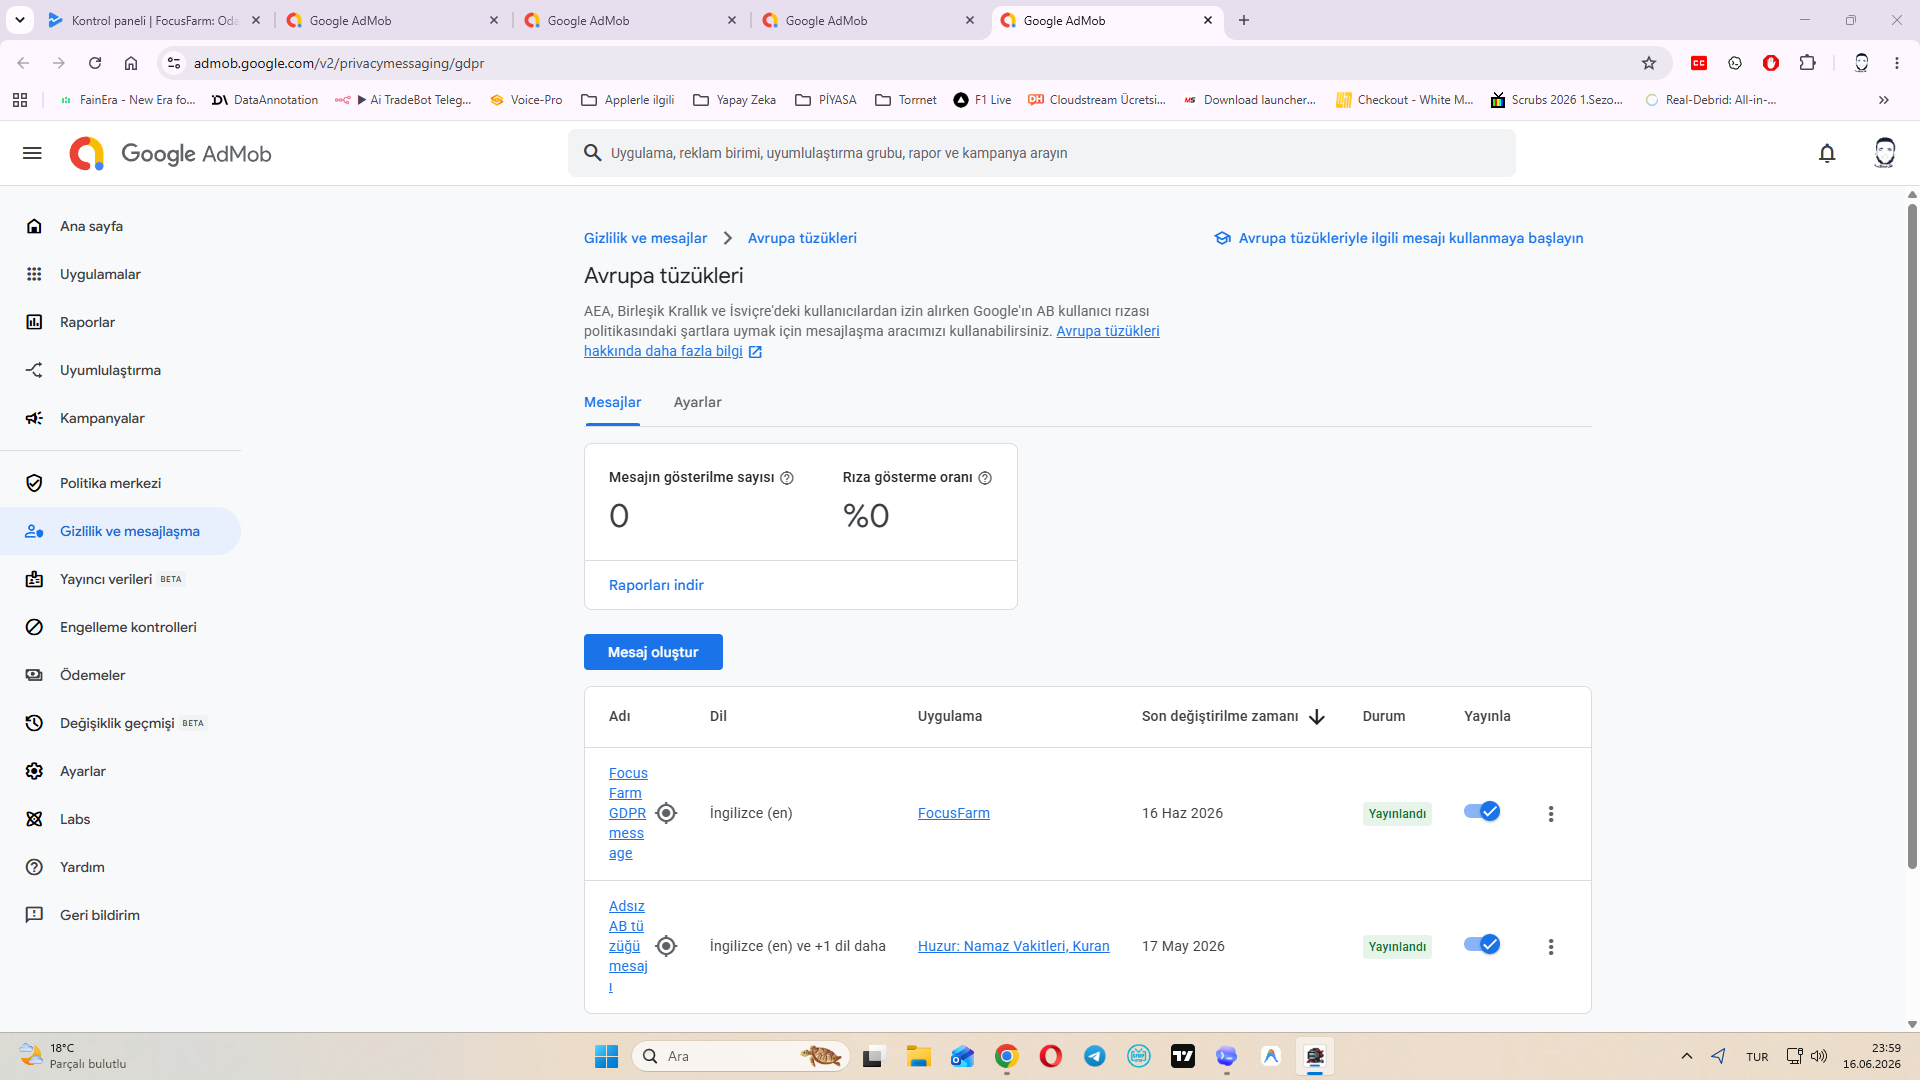 Kontrol paneli | FocusFarm: Oda
Google AdMob
Google AdMob
Google AdMob
Google AdMob
admob.google.com/v2/privacymessaging/gdpr
FainEra - New Era fo...
DataAnnotation
Ai TradeBot Teleg...
Voice-Pro
Applerle ilgili
Yapay Zeka
PİYASA
Torrnet
F1 Live
Cloudstream Ücretsi...
Download launcher...
Checkout - White M...
Scrubs 2026 1.Sezo...
Real-Debrid: All-in-...
Google AdMob
Uygulama, reklam birimi, uyumlulaştırma grubu, rapor ve kampanya arayın
Ana sayfa
Uygulamalar
Raporlar
Uyumlulaştırma
Kampanyalar
Politika merkezi
Gizlilik ve mesajlaşma
Yayıncı verileri BETA
Engelleme kontrolleri
Ödemeler
Değişiklik geçmişi BETA
Ayarlar
Labs
Yardım
Geri bildirim
Gizlilik ve mesajlar > Avrupa tüzükleri
Avrupa tüzükleriyle ilgili mesajı kullanmaya başlayın
Avrupa tüzükleri
AEA, Birleşik Krallık ve İsviçre'deki kullanıcılardan izin alırken Google'ın AB kullanıcı rızası
politikasındaki şartlara uymak için mesajlaşma aracımızı kullanabilirsiniz. Avrupa tüzükleri
hakkında daha fazla bilgi
Mesajlar
Ayarlar
Mesajın gösterilme sayısı
0
Rıza gösterme oranı
%0
Raporları indir
Mesaj oluştur
Adı
Dil
Uygulama
Son değiştirilme zamanı
Durum
Yayınla
Focus
Farm
GDPR
mess
age
İngilizce (en)
FocusFarm
16 Haz 2026
Yayınlandı
Adsız
AB tü
züğü
mesaj
ı
İngilizce (en) ve +1 dil daha
Huzur: Namaz Vakitleri, Kuran
17 May 2026
Yayınlandı
18°C
Parçalı bulutlu
Ara
TUR
23:59
16.06.2026